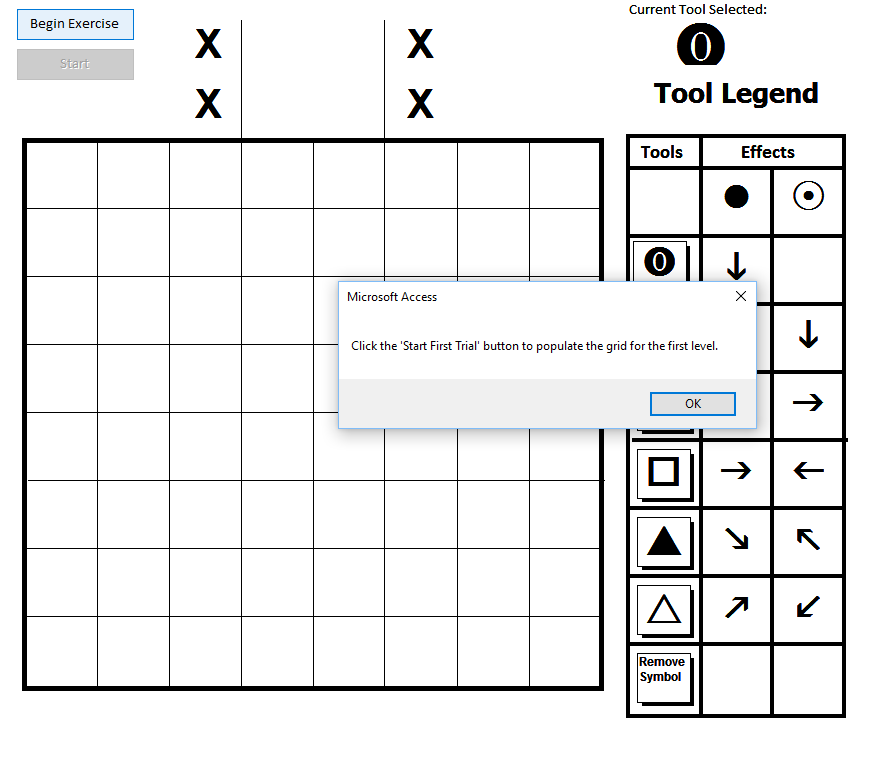 Begin Exercise
Start
X
X
X
X
Current Tool Selected:
0
Tool Legend
Tools Effects
0
Microsoft Access
Click the 'Start First Trial' button to populate the grid for the first level.
OK
Remove
Symbol